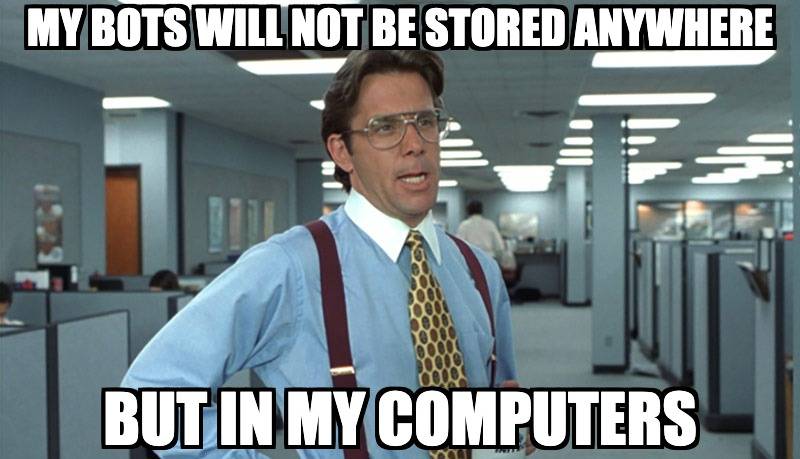 MY BOTS WILL NOT BE STORED ANYWHERE
BUT IN MY COMPUTERS